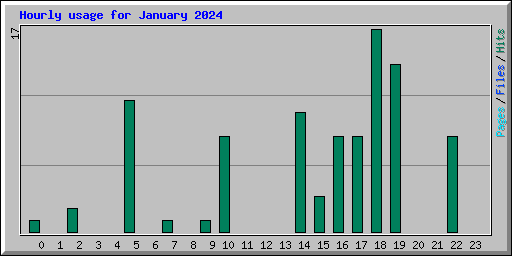 Hourly usage for January 2024
17
Pages/Files/Hits
0 1 2 3 4 5 6 7 8 9 10 11 12 13 14 15 16 17 18 19 20 21 22 23